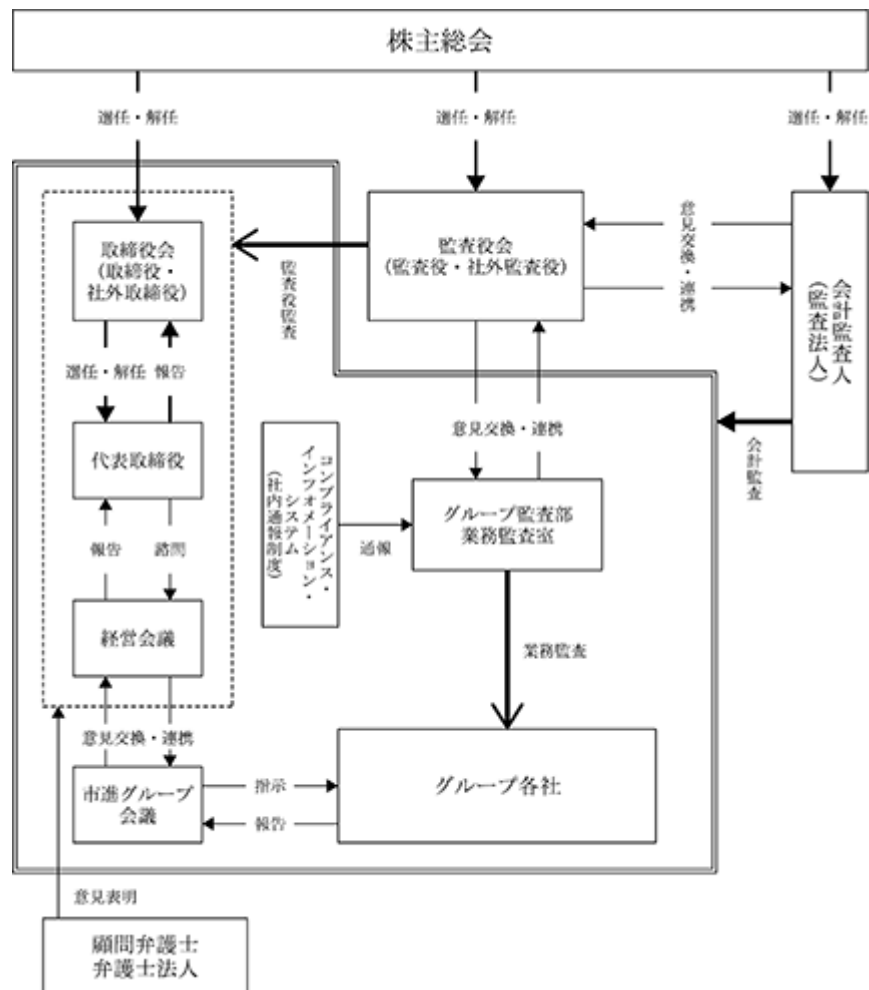 株主総会
選任・解任
選任・解任
選任・解任
取締役会
(取締役・
社外取締役)
監査役監査
監査役会
(監査役・社外監査役)
意見交換・連携
会計監査人
(監査法人)
選任・解任
報告
意見交換・連携
会計監査
代表取締役
コンプライアンス・
インフォメーション・
システム
(社内通報制度)
通報
グループ監査部
業務監査室
報告
諮問
業務監査
経営会議
意見交換・連携
市進グループ
会議
指示
報告
グループ各社
意見表明
顧問弁護士
弁護士法人